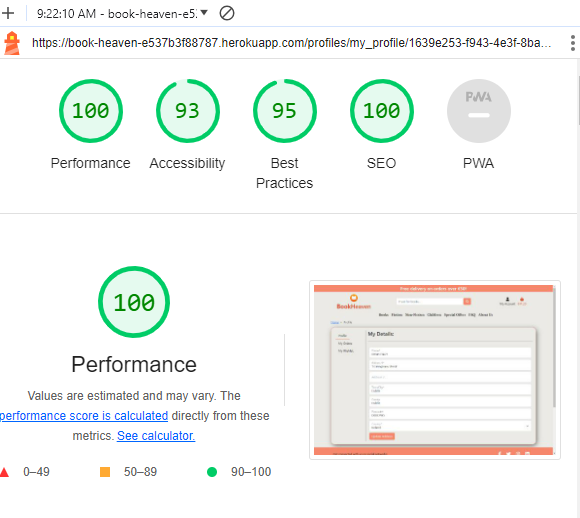 9:22:10 AM - book-heaven-e5
https://book-heaven-e537b3f88787.herokuapp.com/profiles/my_profile/1639e253-f943-4e3f-8ba…
100
93
95
100
PWA
Performance
Accessibility
Best
Practices
SEO
PWA
100
Performance
Values are estimated and may vary. The
performance score is calculated directly from these
metrics. See calculator.
0–49
50–89
90–100
Free delivery on orders over
BookHeaven
About Us
My Details: